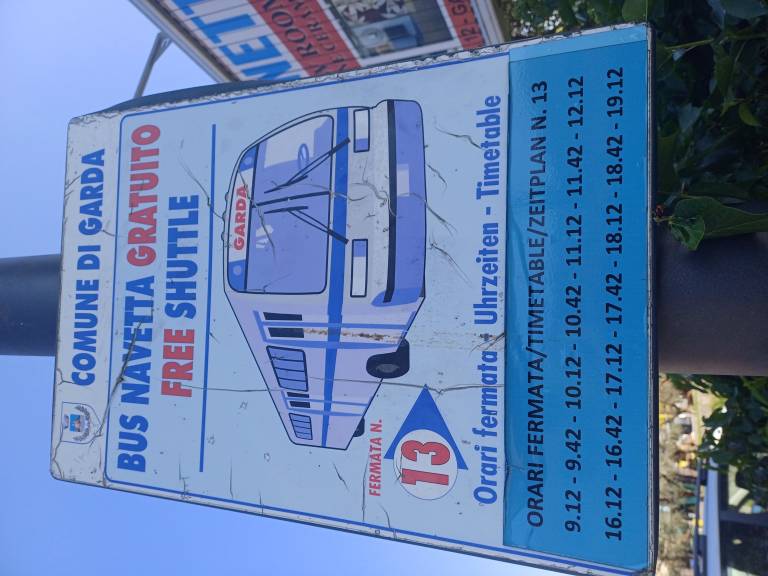 COMUNE DI GARDA
BUS NAVETTA GRATUITO
FREE SHUTTLE
GARDA
FERMATA N.
13
Orari fermata - Uhrzeiten - Timetable
ORARI FERMATA/TIMETABLE/ZEITPLAN N. 13
9.12 - 9.42 - 10.12 - 10.42 - 11.12 - 11.42 - 12.12
16.12 - 16.42 - 17.12 - 17.42 - 18.12 - 18.42 - 19.12